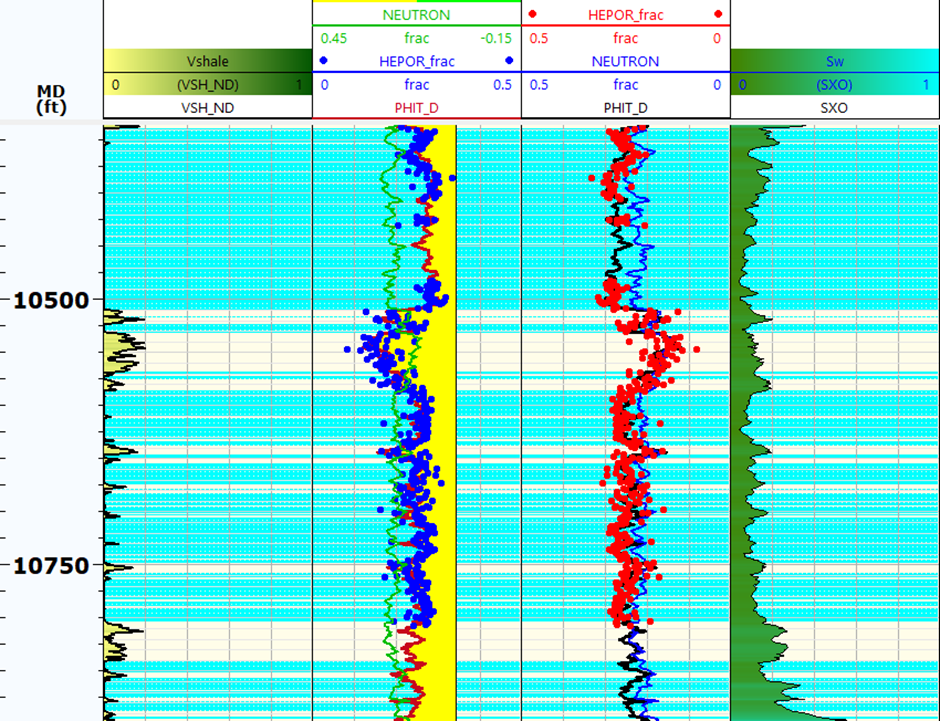 NEUTRON
0.45 frac -0.15
HEPOR_frac
0 frac 0.5
PHIT_D
HEPOR_frac
0.5 frac 0
NEUTRON
0.5 frac 0
PHIT_D
MD
(ft)
Vshale
0 (VSH_ND) 1
VSH_ND
Sw
0 (SXO) 1
SXO
10500
10750